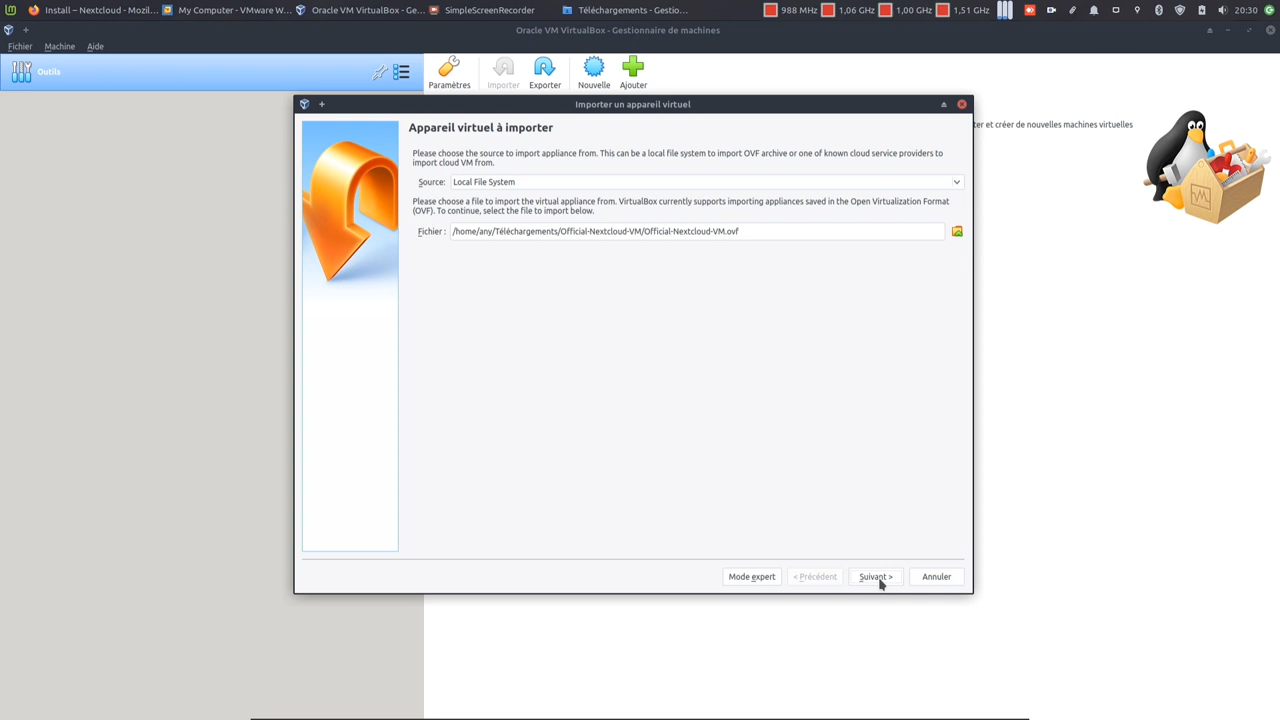 Install – Nextcloud - Mozil... My Computer - VMware W... Oracle VM VirtualBox - Ge... SimpleScreenRecorder Téléchargements - Gestio... 988 MHz 1,06 GHz 1,00 GHz 1,51 GHz 20:30
Oracle VM VirtualBox - Gestionnaire de machines
Fichier Machine Aide
Outils
Paramètres Importer Exporter Nouvelle Ajouter
Importer un appareil virtuel
ter et créer de nouvelles machines virtuelles
Appareil virtuel à importer
Please choose the source to import appliance from. This can be a local file system to import OVF archive or one of known cloud service providers to
import cloud VM from.
Source: Local File System
Please choose a file to import the virtual appliance from. VirtualBox currently supports importing appliances saved in the Open Virtualization Format
(OVF). To continue, select the file to import below.
Fichier : /home/any/Téléchargements/Official-Nextcloud-VM/Official-Nextcloud-VM.ovf
Mode expert < Précédent Suivant > Annuler